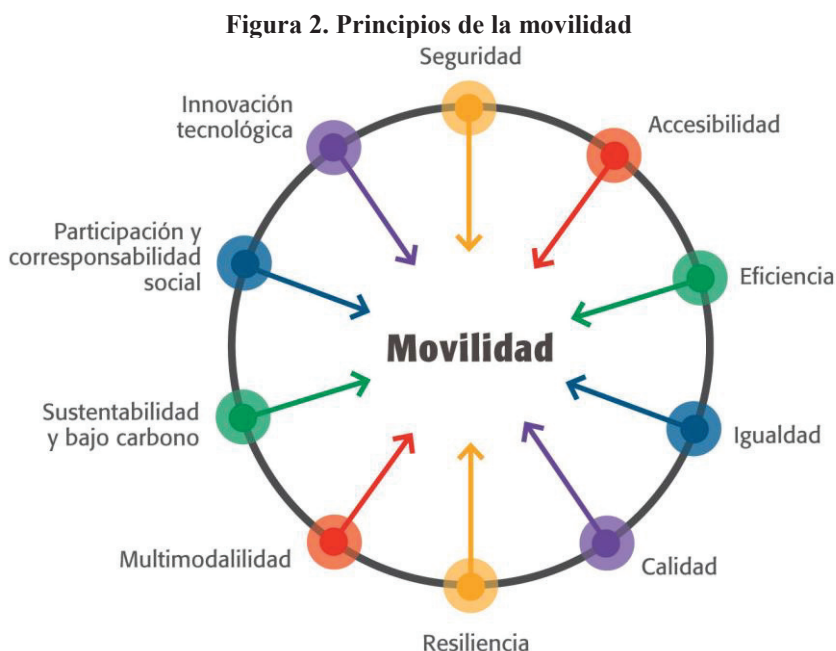 Figura 2. Principios de la movilidad
Seguridad
Innovación
tecnológica
Accesibilidad
Participación y
corresponsabilidad
social
Eficiencia
Movilidad
Sustentabilidad
y bajo carbono
Igualdad
Multimodalilidad
Calidad
Resiliencia